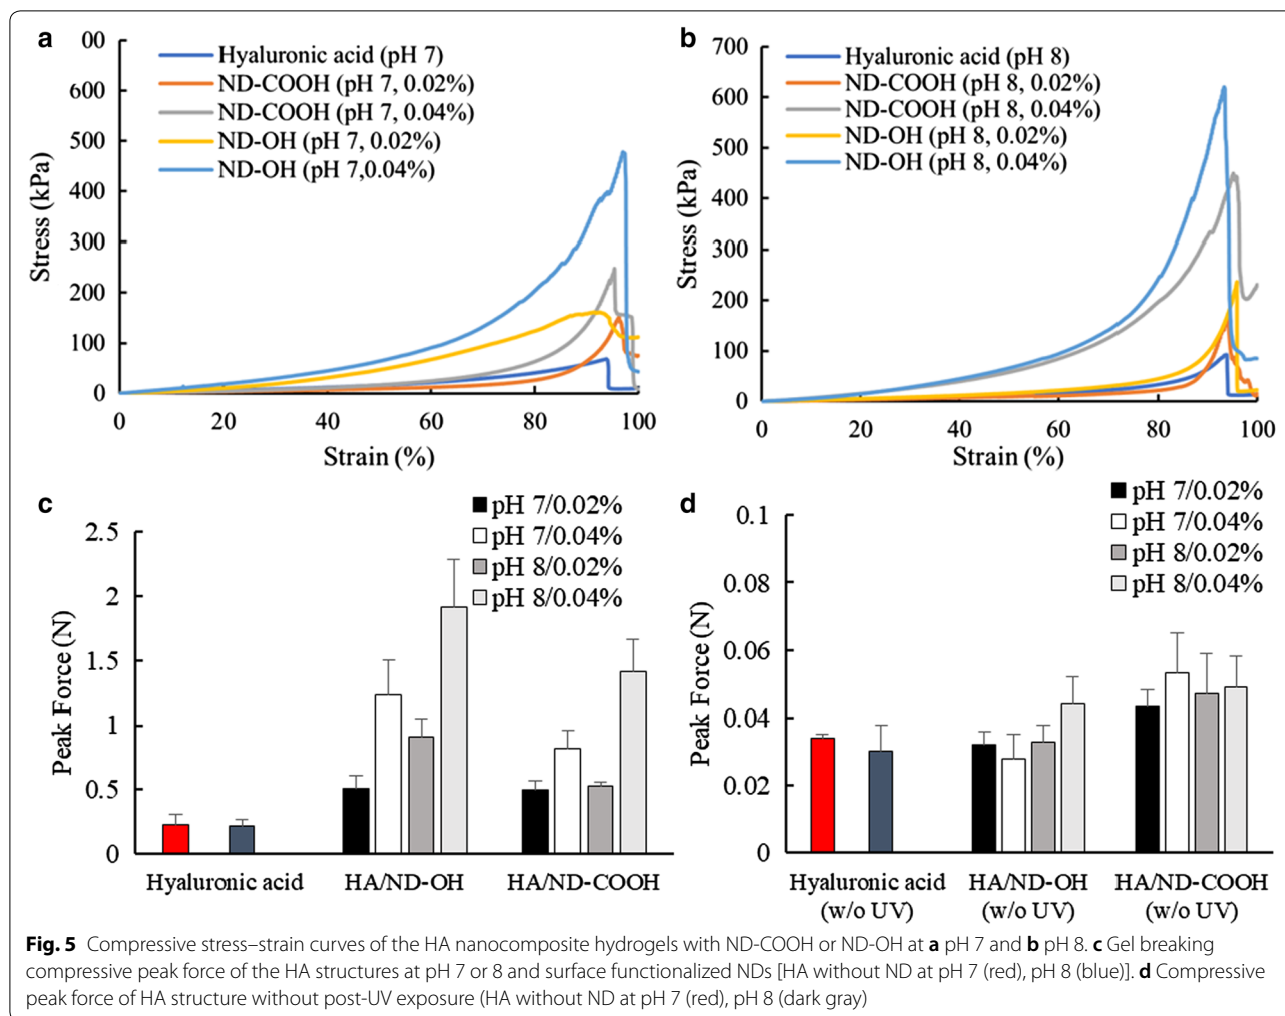 a
00
600
500
400
300
200
100
0
Stress (kPa)
Hyaluronic acid (pH 7)
ND-COOH (pH 7, 0.02%)
ND-COOH (pH 7, 0.04%)
ND-OH (pH 7, 0.02%)
ND-OH (pH 7,0.04%)
0 20 40 60 80 100
Strain (%)
b
700
600
500
400
300
200
100
0
Stress (kPa)
Hyaluronic acid (pH 8)
ND-COOH (pH 8, 0.02%)
ND-COOH (pH 8, 0.04%)
ND-OH (pH 8, 0.02%)
ND-OH (pH 8, 0.04%)
0 20 40 60 80 100
Strain (%)
c
2.5
2
1.5
1
0.5
0
Peak Force (N)
pH 7/0.02%
pH 7/0.04%
pH 8/0.02%
pH 8/0.04%
Hyaluronic acid HA/ND-OH HA/ND-COOH
d
0.1
0.08
0.06
0.04
0.02
0
Peak Force (N)
pH 7/0.02%
pH 7/0.04%
pH 8/0.02%
pH 8/0.04%
Hyaluronic acid HA/ND-OH HA/ND-COOH
(w/o UV) (w/o UV) (w/o UV)
Fig. 5 Compressive stress–strain curves of the HA nanocomposite hydrogels with ND-COOH or ND-OH at a pH 7 and b pH 8. c Gel breaking
compressive peak force of the HA structures at pH 7 or 8 and surface functionalized NDs [HA without ND at pH 7 (red), pH 8 (blue)]. d Compressive
peak force of HA structure without post-UV exposure (HA without ND at pH 7 (red), pH 8 (dark gray)